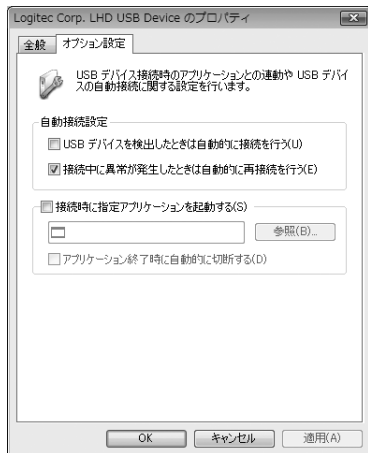 Logitec Corp. LHD USB Device のプロパティ
全般 オプション設定
USB デバイス接続時のアプリケーションとの連動や USB デバイ
スの自動接続に関する設定を行います。
自動接続設定
USB デバイスを検出したときは自動的に接続を行う(U)
接続中に異常が発生したときは自動的に再接続を行う(E)
接続時に指定アプリケーションを起動する(S)
参照(B)...
アプリケーション終了時に自動的に切断する(D)
OK キャンセル 適用(A)